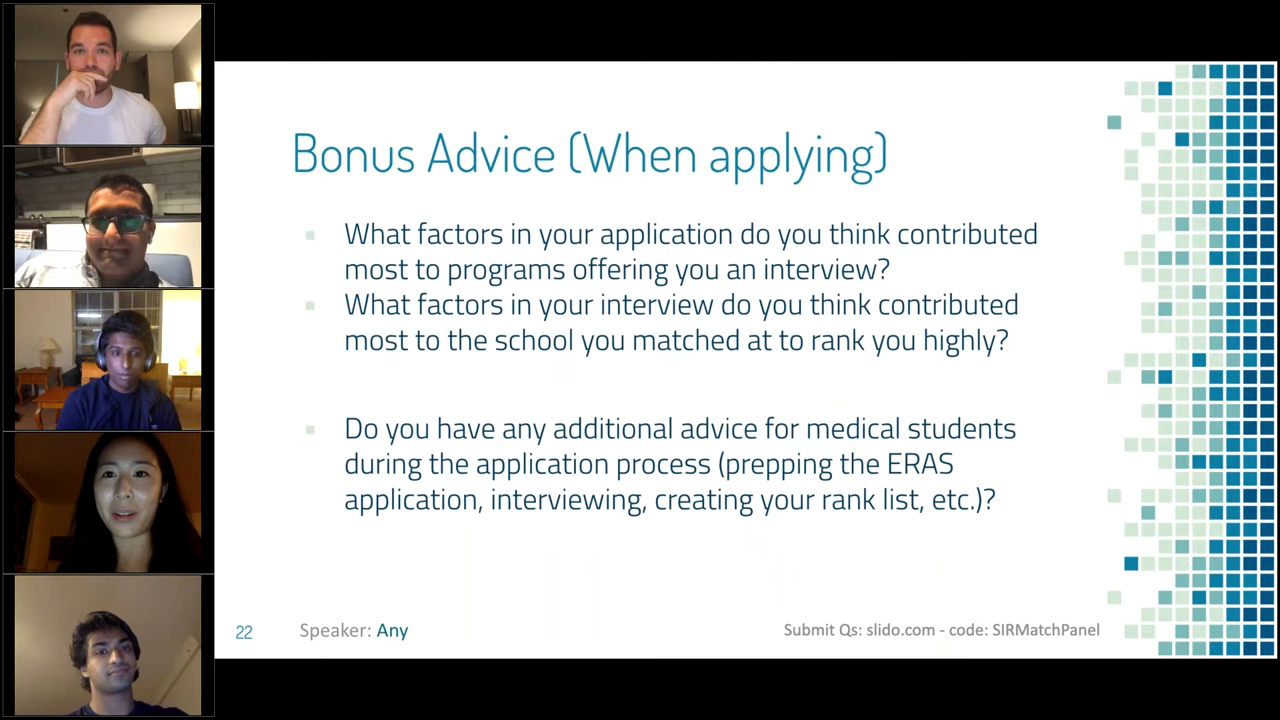 Bonus Advice (When applying)
What factors in your application do you think contributed
most to programs offering you an interview?
What factors in your interview do you think contributed
most to the school you matched at to rank you highly?
Do you have any additional advice for medical students
during the application process (prepping the ERAS
application, interviewing, creating your rank list, etc.)?
22
Speaker: Any
Submit Qs: slido.com - code: SIRMatchPanel